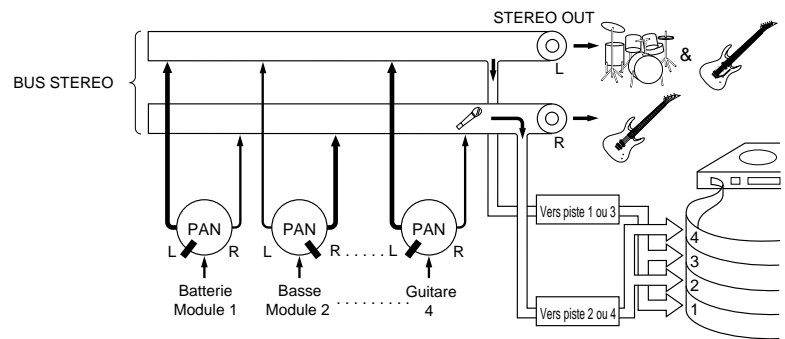 STEREO OUT
&
L
BUS STEREO
R
Vers piste 1 ou 3
PAN PAN PAN
L R L R . . . . . L R
4
3
2
1
Batterie Basse Guitare
Module 1 Module 2 . . . . . . . . . 4
Vers piste 2 ou 4